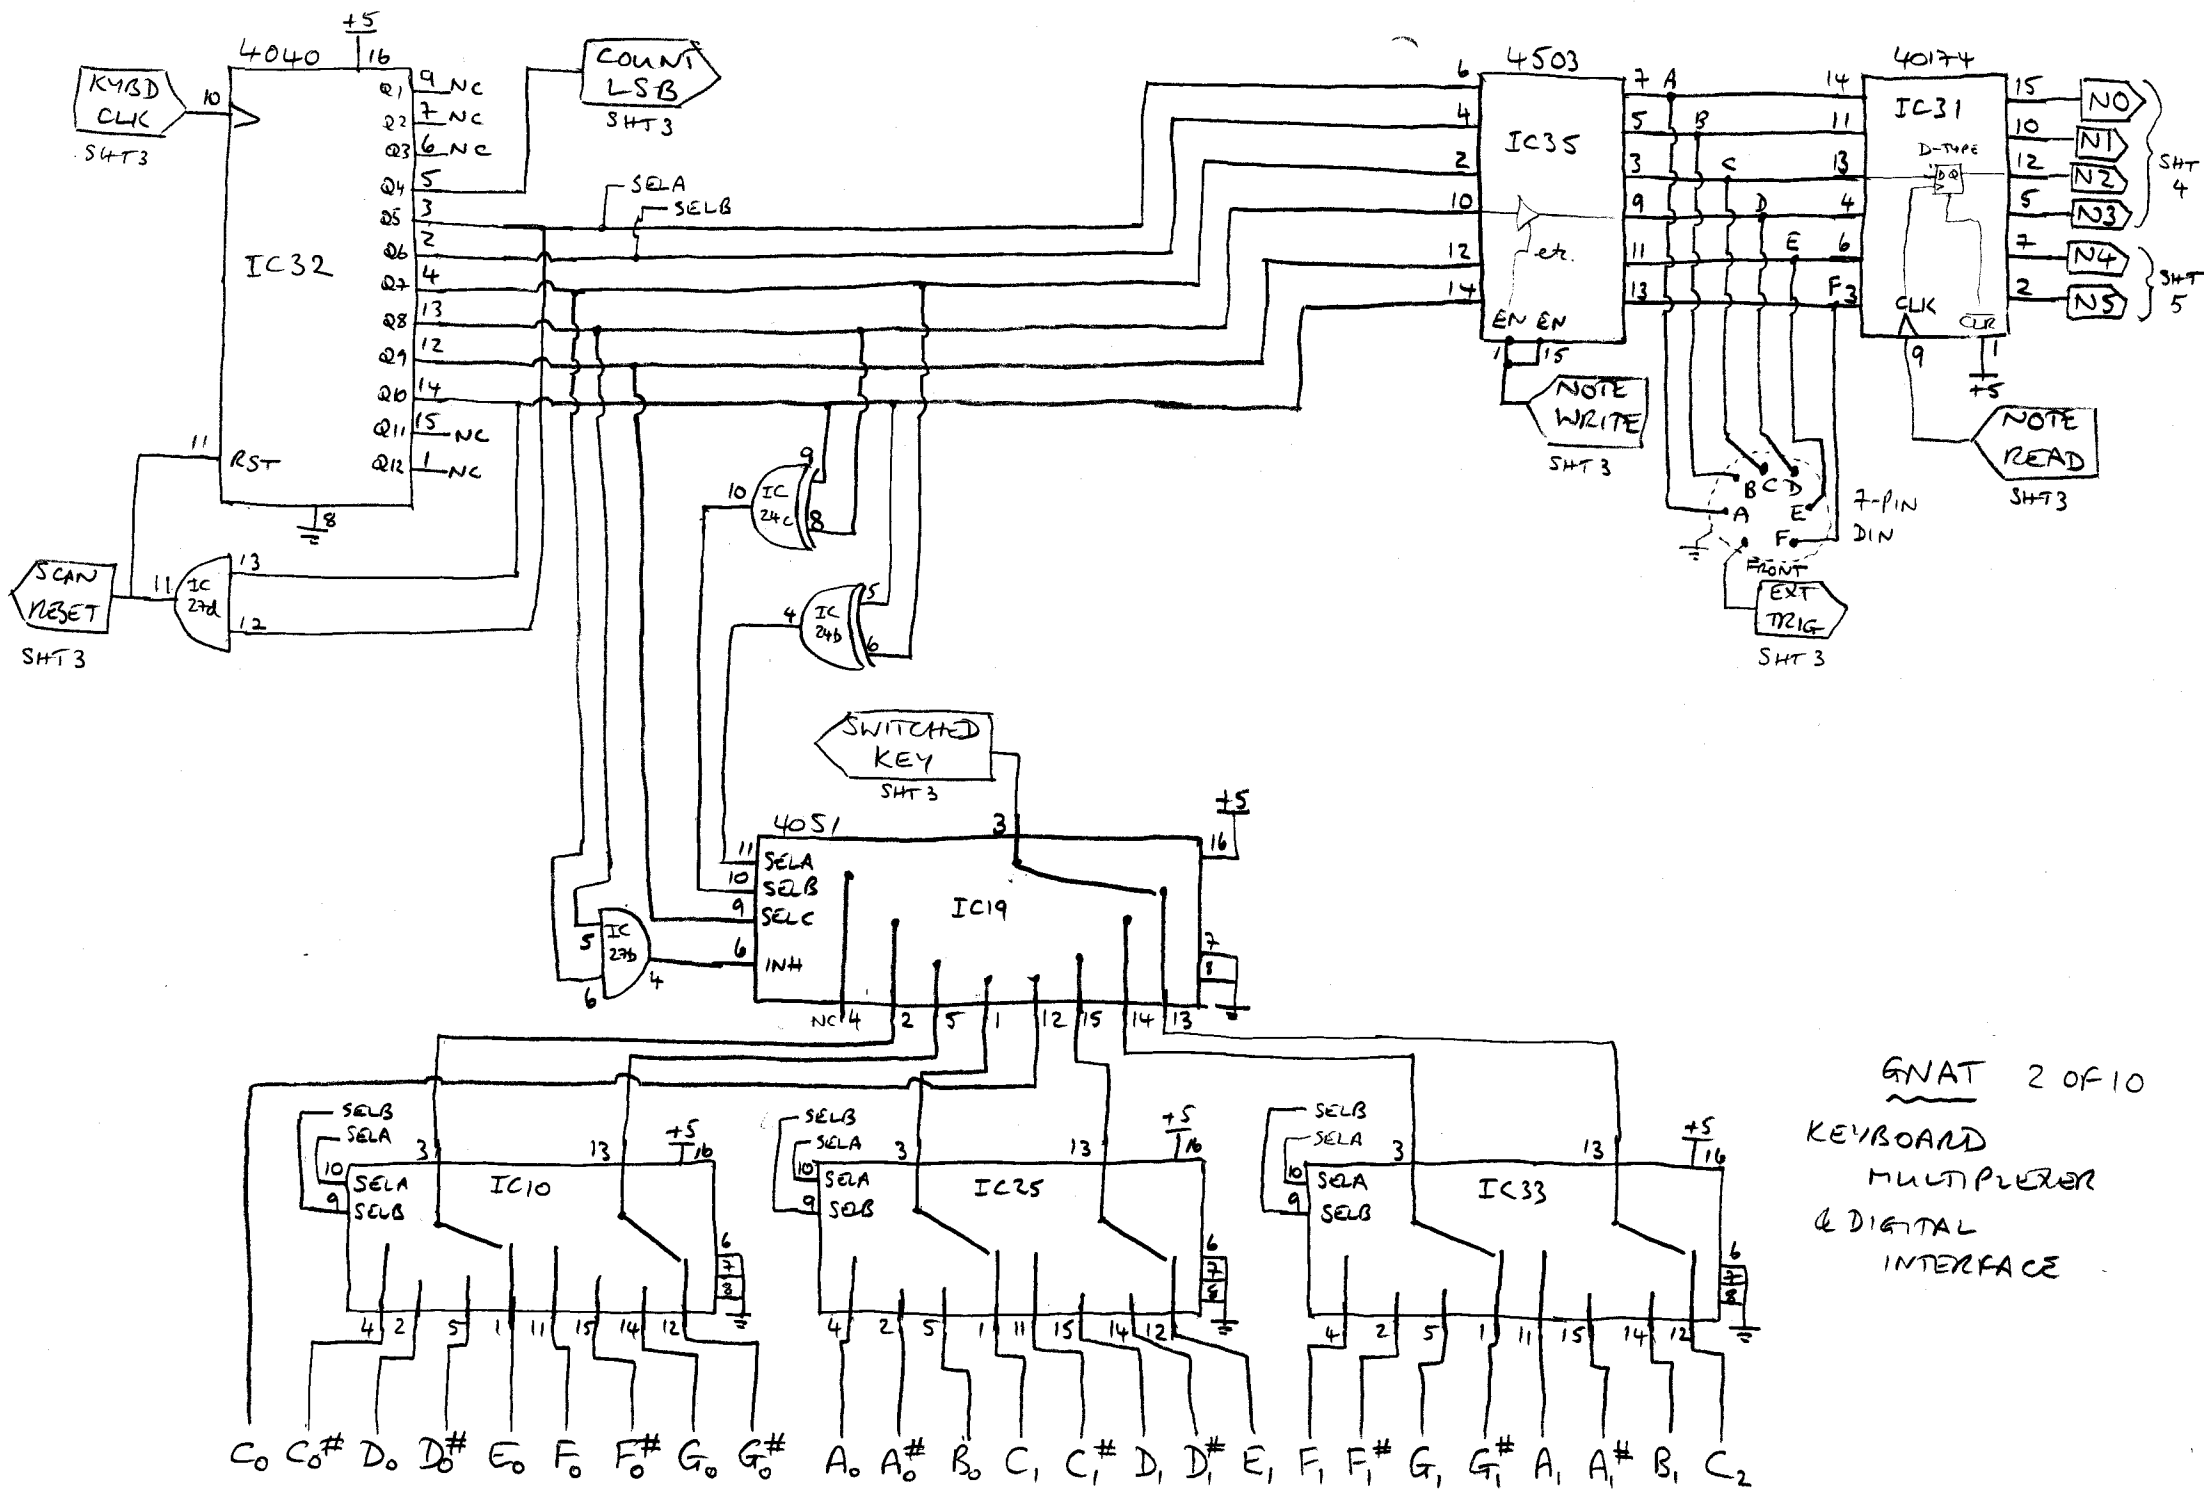 +5
4040
16
KYBD
CLK
SHT3
10
Q1 9 NC
Q2 7 NC
Q3 6 NC
Q4 5
Q5 3
Q6 2
Q7 4
Q8 13
Q9 12
Q10 14
Q11 15 NC
Q12 1 NC
IC32
11 RST
8
COUNT
LSB
SHT3
SELA
SELB
SCAN
RESET
SHT3
11
IC
27d
13
12
4503
IC35
6
4
2
10
12
14
7 A
5 B
3 C
9 D
11 E
13 F
etc.
EN EN
1 15
NOTE
WRITE
SHT3
40174
IC31
14
11
13
4
6
3
D-TYPE
D Q
CLK
CLR
9
1
+5
15 N0
10 N1
12 N2
5 N3
7 N4
2 N5
SHT
4
SHT
5
NOTE
READ
SHT3
A B C D E F
7-PIN
DIN
FRONT
EXT
TRIG
SHT3
10
IC
24c
9
8
4
IC
24b
5
6
SWITCHED
KEY
SHT3
4051
3
+5
16
11 SELA
10 SELB
9 SELC
6 INH
IC19
7
8
5
6
IC
27b
4
NC 4 2 5 1 12 15 14 13
SELB
SELA
3 13
+5
16
10 SELA
9 SELB
IC10
6
7
8
4 2 5 1 11 15 14 12
SELB
SELA
3 13
+5
16
10 SELA
9 SELB
IC25
6
7
8
4 2 5 1 11 15 14 12
SELB
SELA
3 13
+5
16
10 SELA
9 SELB
IC33
6
7
8
4 2 5 1 11 15 14 12
C0 C0# D0 D0# E0 F0 F0# G0 G0# A0 A0# B0 C1 C1# D1 D1# E1 F1 F1# G1 G1# A1 A1# B1 C2
GNAT 2 OF 10
KEYBOARD
MULTIPLEXER
& DIGITAL
INTERFACE